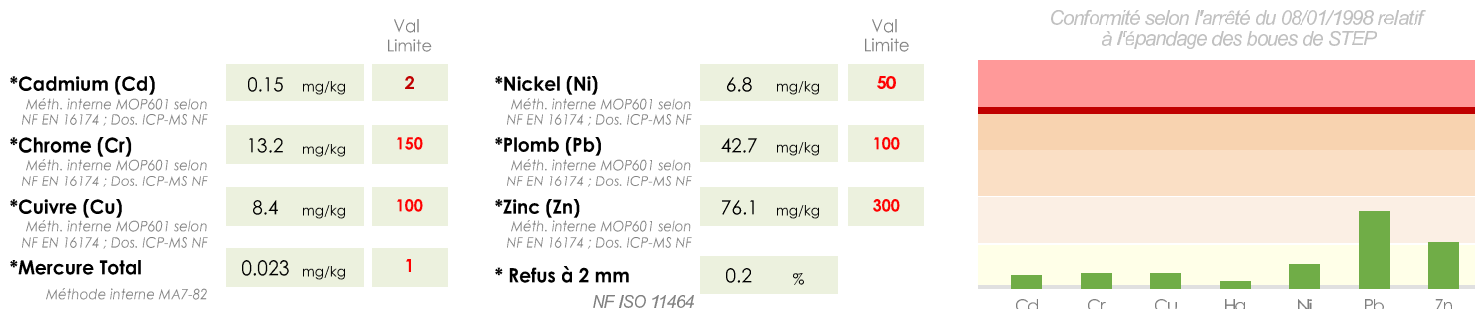 Val
Limite
*Cadmium (Cd) 0.15 mg/kg 2
Méth. interne MOP601 selon
NF EN 16174 ; Dos. ICP-MS NF
*Chrome (Cr) 13.2 mg/kg 150
Méth. interne MOP601 selon
NF EN 16174 ; Dos. ICP-MS NF
*Cuivre (Cu) 8.4 mg/kg 100
Méth. interne MOP601 selon
NF EN 16174 ; Dos. ICP-MS NF
*Mercure Total 0.023 mg/kg 1
Méthode interne MA7-82
Val
Limite
*Nickel (Ni) 6.8 mg/kg 50
Méth. interne MOP601 selon
NF EN 16174 ; Dos. ICP-MS NF
*Plomb (Pb) 42.7 mg/kg 100
Méth. interne MOP601 selon
NF EN 16174 ; Dos. ICP-MS NF
*Zinc (Zn) 76.1 mg/kg 300
Méth. interne MOP601 selon
NF EN 16174 ; Dos. ICP-MS NF
* Refus à 2 mm 0.2 %
NF ISO 11464
Conformité selon l'arrêté du 08/01/1998 relatif
à l'épandage des boues de STEP
Cd Cr Cu Hg Ni Pb Zn